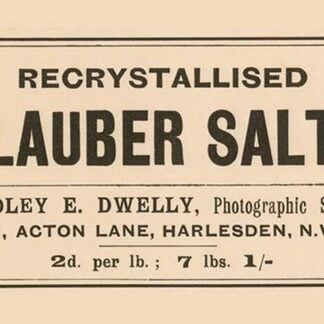 RECRYSTALLISED
LAUBER SALT
DLEY E. DWELLY, Photographic S
, ACTON LANE, HARLESDEN, N.W
2d. per lb.; 7 lbs. 1/-